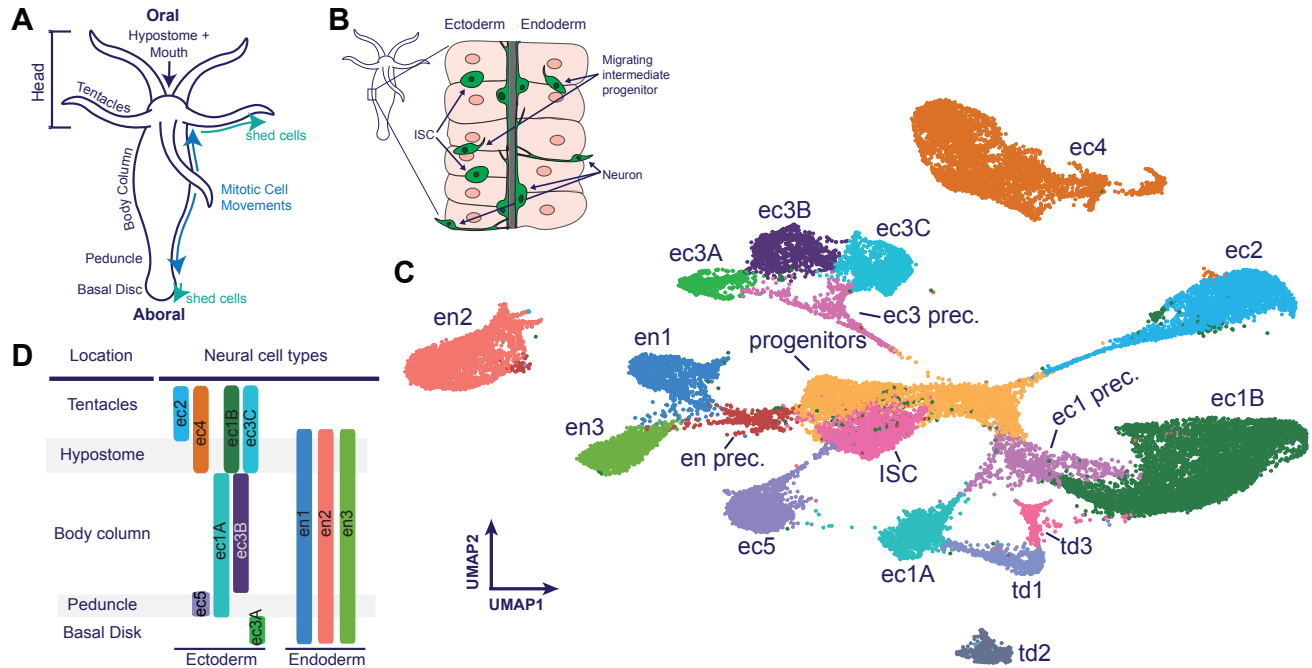 A
Oral
Hypostome +
Mouth
Head
Tentacles
shed cells
Body Column
Mitotic Cell
Movements
Peduncle
Basal Disc
shed cells
Aboral
B
Ectoderm
Endoderm
Migrating
intermediate
progenitor
ISC
Neuron
C
ec4
ec3B
ec3C
ec3A
ec2
ec3 prec.
en2
en1
progenitors
ec1 prec.
ec1B
en3
en prec.
ISC
ec5
ec1A
td3
td1
td2
UMAP2
UMAP1
D
Location
Neural cell types
Tentacles
Hypostome
Body column
Peduncle
Basal Disk
ec2
ec4
ec1B
ec3C
ec1A
ec3B
ec5
ec3A
en1
en2
en3
Ectoderm
Endoderm